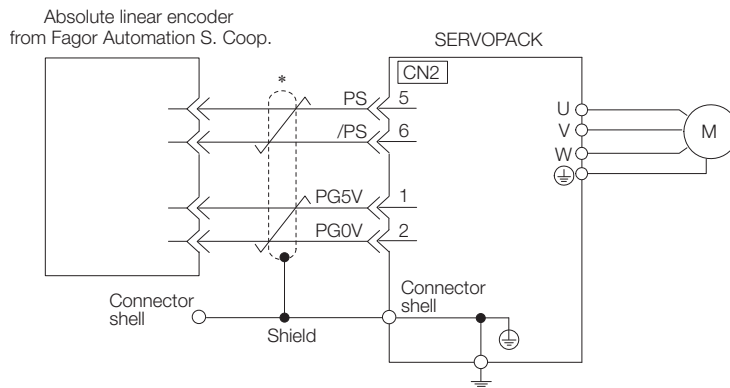 Absolute linear encoder
from Fagor Automation S. Coop.
SERVOPACK
CN2
*
PS 5
/PS 6
PG5V 1
PG0V 2
U
V
W
M
Connector
shell
Shield
Connector
shell